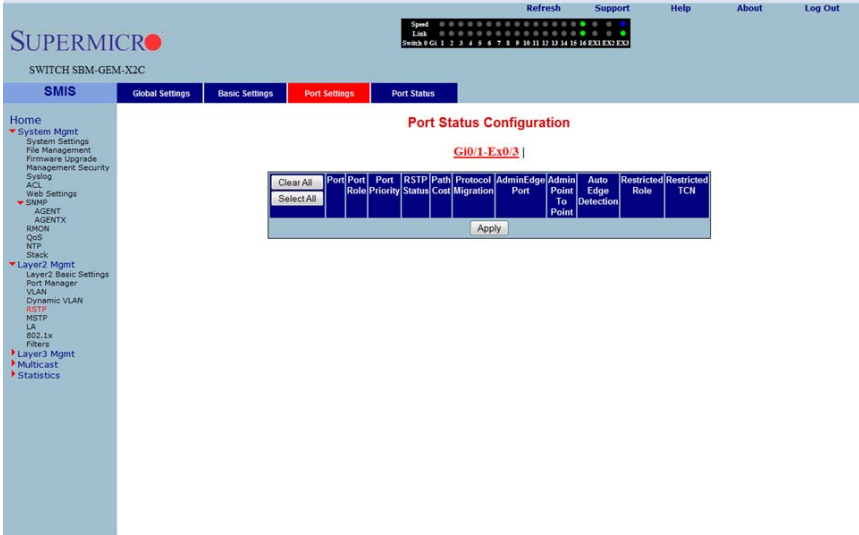 Refresh Support Help About Log Out
Speed
Link
Switch 0 Gi 1 2 3 4 5 6 7 8 9 10 11 12 13 14 15 16 EX1 EX2 EX3
SUPERMICR
SWITCH SBM-GEM-X2C
SMIS
Global Settings Basic Settings Port Settings Port Status
Home
System Mgmt
System Settings
File Management
Firmware Upgrade
Management Security
Syslog
ACL
Web Settings
SNMP
AGENT
AGENTX
RMON
QoS
NTP
Stack
Layer2 Mgmt
Layer2 Basic Settings
Port Manager
VLAN
Dynamic VLAN
RSTP
MSTP
LA
802.1x
Filters
Layer3 Mgmt
Multicast
Statistics
Port Status Configuration
Gi0/1-Ex0/3 |
Clear All
Select All
Port
Port Role
Port Priority
RSTP Status
Path Cost
Protocol Migration
AdminEdge Port
Admin Point To Point
Auto Edge Detection
Restricted Role
Restricted TCN
Apply